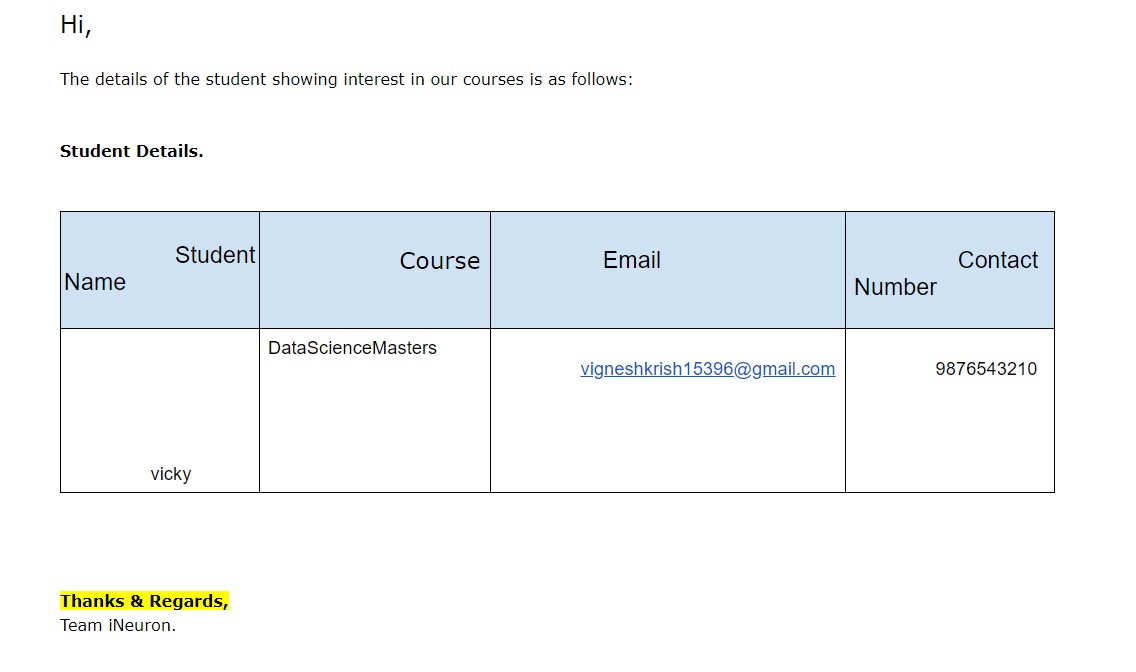 Hi,
The details of the student showing interest in our courses is as follows:
Student Details.
Student
Name
Course
Email
Contact
Number
vicky
DataScienceMasters
vigneshkrish15396@gmail.com
9876543210
Thanks & Regards,
Team iNeuron.